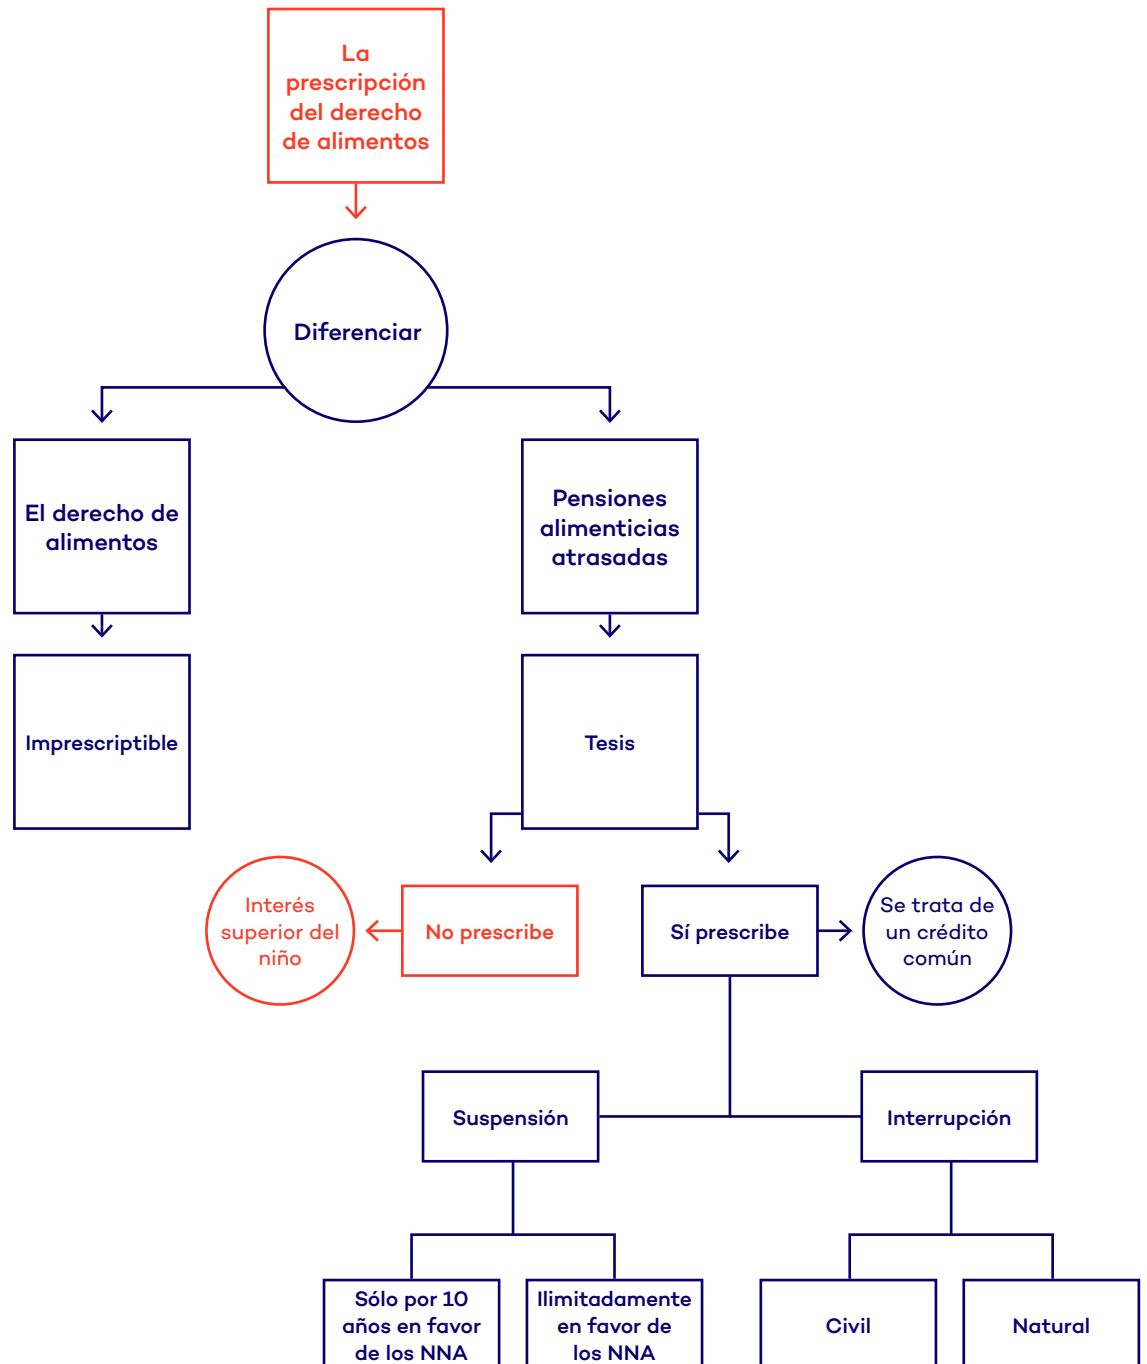 La
prescripción
del derecho
de alimentos
Diferenciar
El derecho de
alimentos
Pensiones
alimenticias
atrasadas
Imprescriptible
Tesis
Interés
superior del
niño
No prescribe
Sí prescribe
Se trata de
un crédito
común
Suspensión
Interrupción
Sólo por 10
años en favor
de los NNA
Ilimitadamente
en favor de
los NNA
Civil
Natural